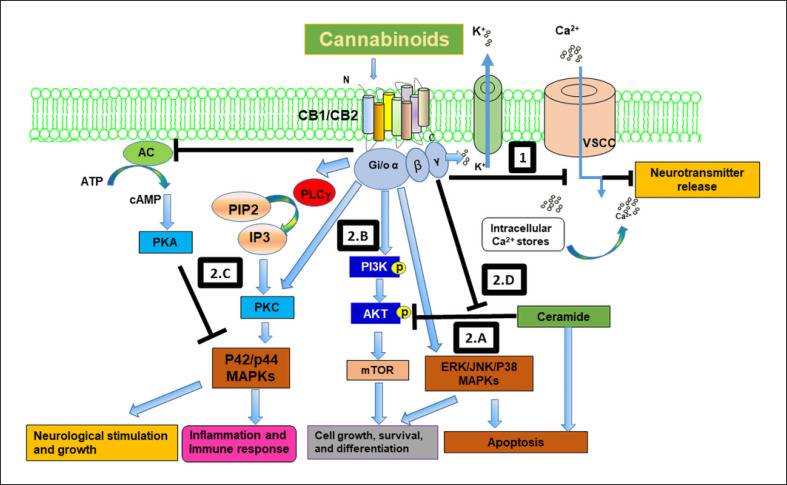 Cannabinoids
K+
Ca2+
N
CB1/CB2
VSCC
C
AC
Gi/o α
β
γ
K+
1
Neurotransmitter
release
ATP
cAMP
PLCγ
PIP2
IP3
Intracellular
Ca2+ stores
Ca2+
PKA
2.B
2.C
PI3K
p
2.D
PKC
AKT
p
Ceramide
2.A
P42/p44
MAPKs
mTOR
ERK/JNK/P38
MAPKs
Neurological stimulation
and growth
Inflammation and
Immune response
Cell growth, survival,
and differentiation
Apoptosis